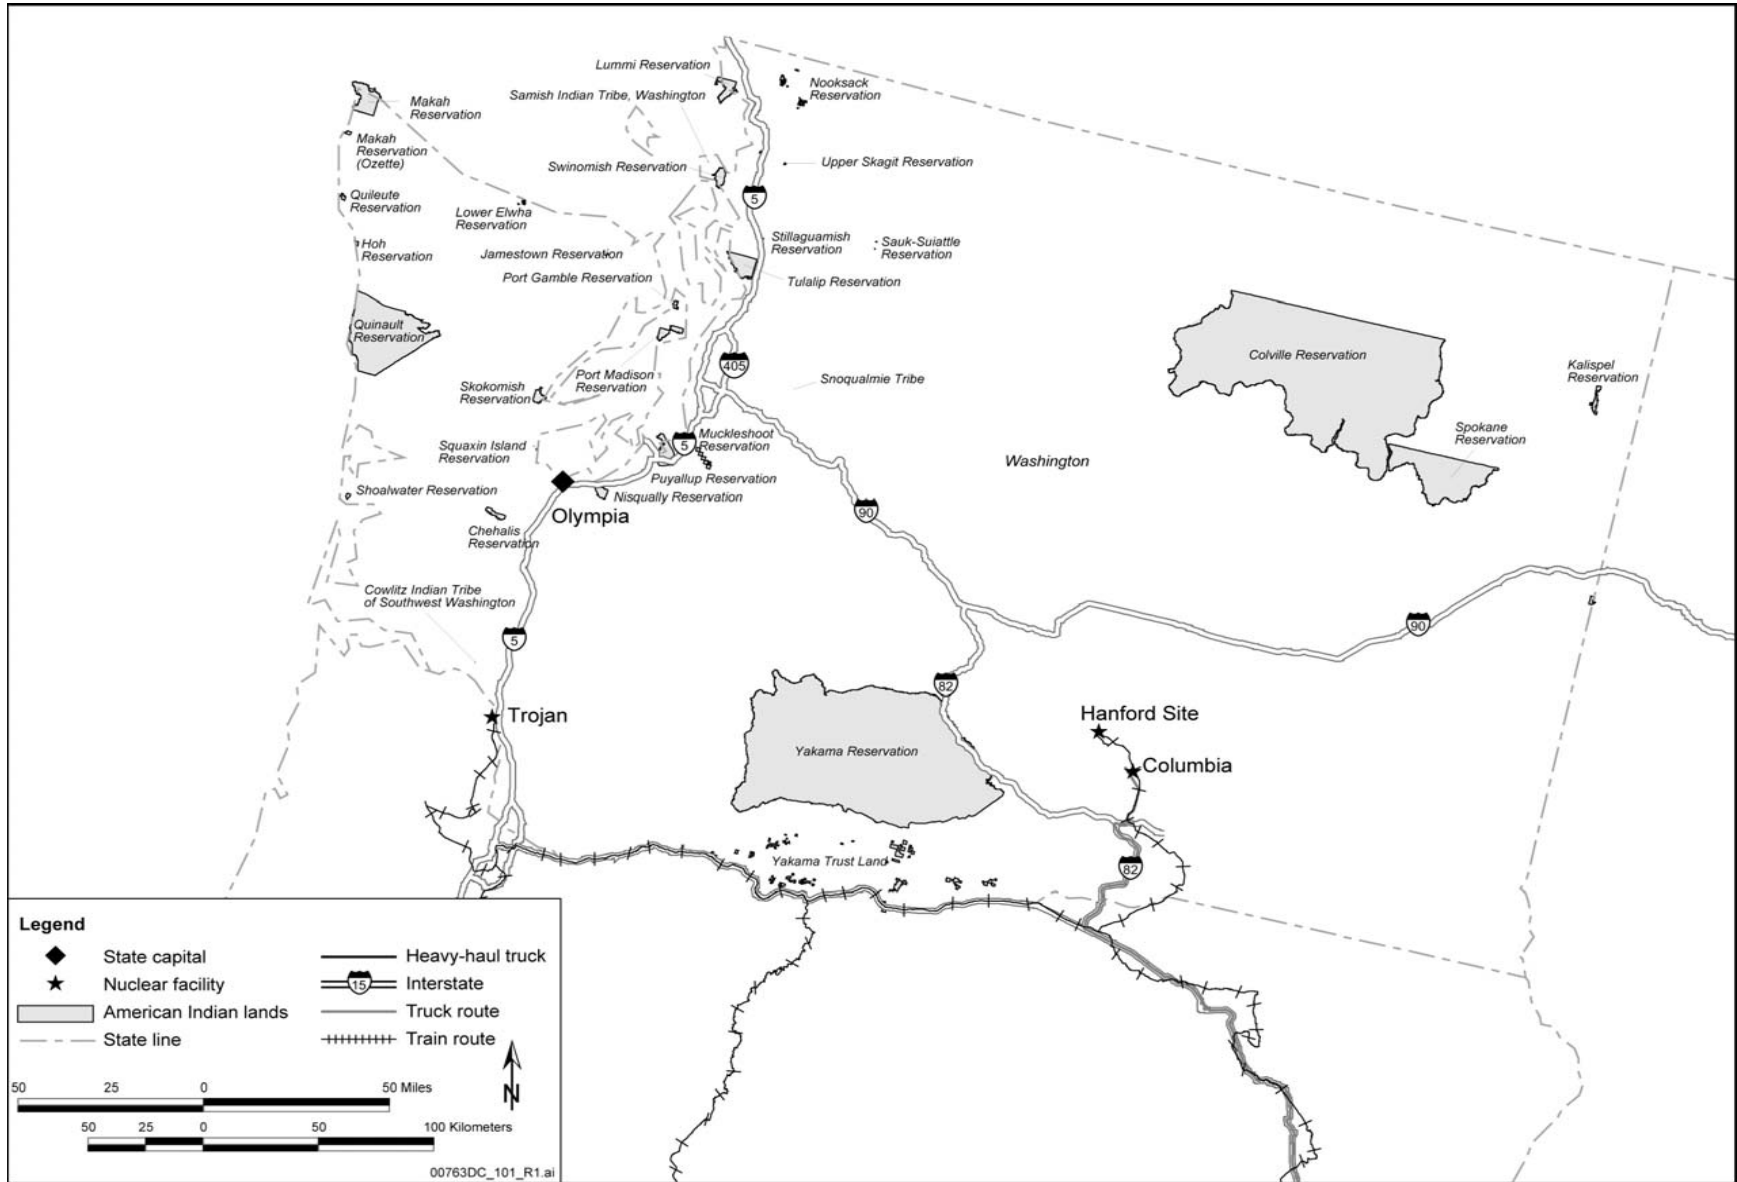 Lummi Reservation
Samish Indian Tribe, Washington
Nooksack
Reservation
Makah
Reservation
Makah
Reservation
(Ozette)
Swinomish Reservation
Upper Skagit Reservation
Quileute
Reservation
Lower Elwha
Reservation
5
Hoh
Reservation
Jamestown Reservation
Stillaguamish
Reservation
Sauk-Suiattle
Reservation
Port Gamble Reservation
Tulalip Reservation
Quinault
Reservation
Colville Reservation
405
Kalispel
Reservation
Port Madison
Reservation
Snoqualmie Tribe
Skokomish
Reservation
Spokane
Reservation
5
Muckleshoot
Reservation
Squaxin Island
Reservation
Washington
Puyallup Reservation
Shoalwater Reservation
Nisqually Reservation
Olympia
90
Chehalis
Reservation
Cowlitz Indian Tribe
of Southwest Washington
5
90
82
Trojan
Hanford Site
Yakama Reservation
Columbia
Yakama Trust Land
82
Legend
State capital
Nuclear facility
American Indian lands
State line
Heavy-haul truck
15 Interstate
Truck route
Train route
N
50 25 0 50 Miles
50 25 0 50 100 Kilometers
00763DC_101_R1.ai